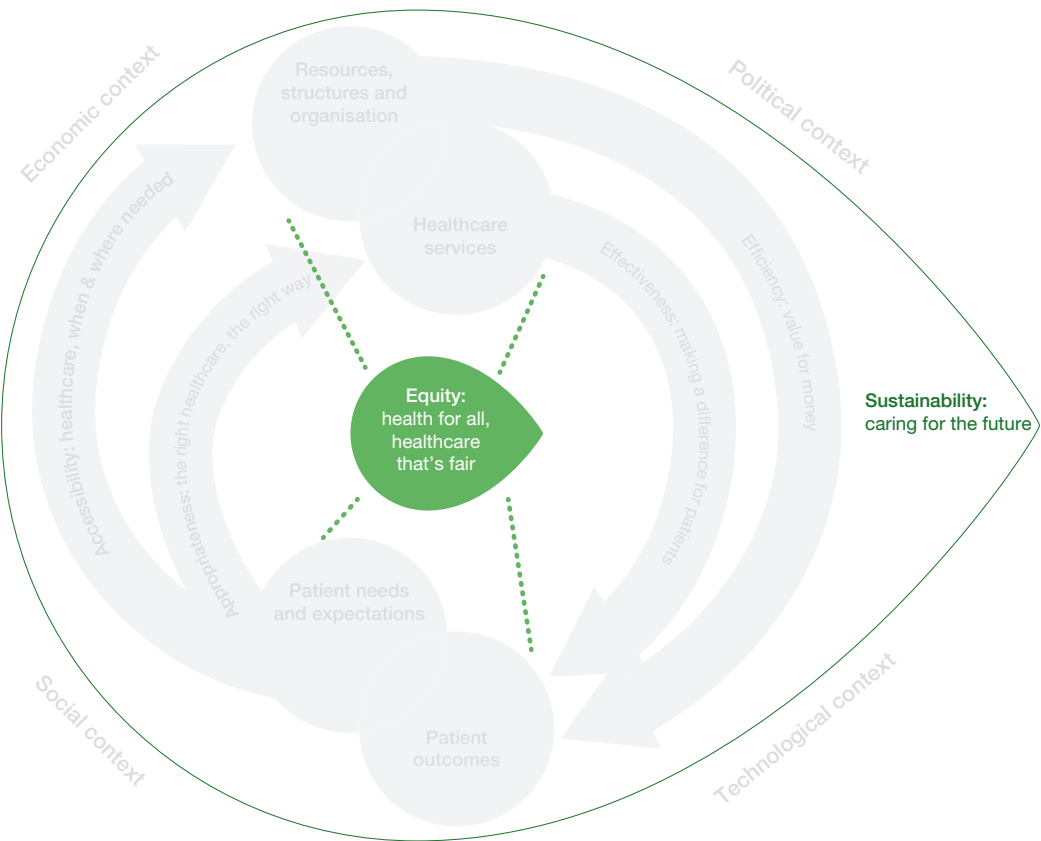 Economic context
Political context
Resources,
structures and
organisation
Healthcare
services
Accessibility: healthcare, when & where needed
Appropriateness: the right healthcare, the right way
Effectiveness: making a difference for patients
Efficiency: value for money
Equity:
health for all,
healthcare
that’s fair
Sustainability:
caring for the future
Patient needs
and expectations
Patient
outcomes
Social context
Technological context